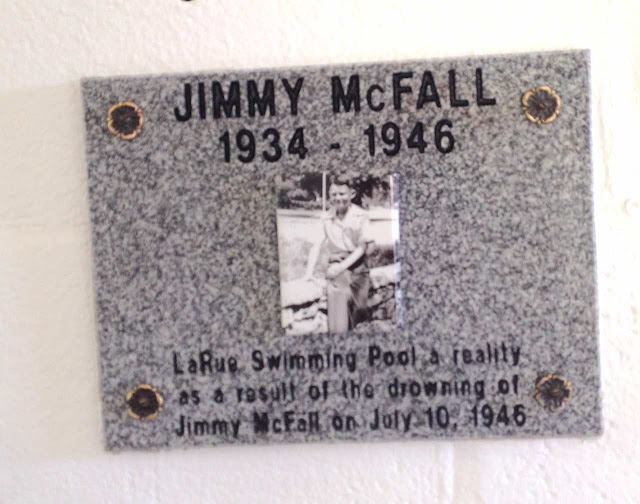 JIMMY McFALL
1934 - 1946
LaRue Swimming Pool a reality
as a result of the drowning of
Jimmy McFall on July 10, 1946